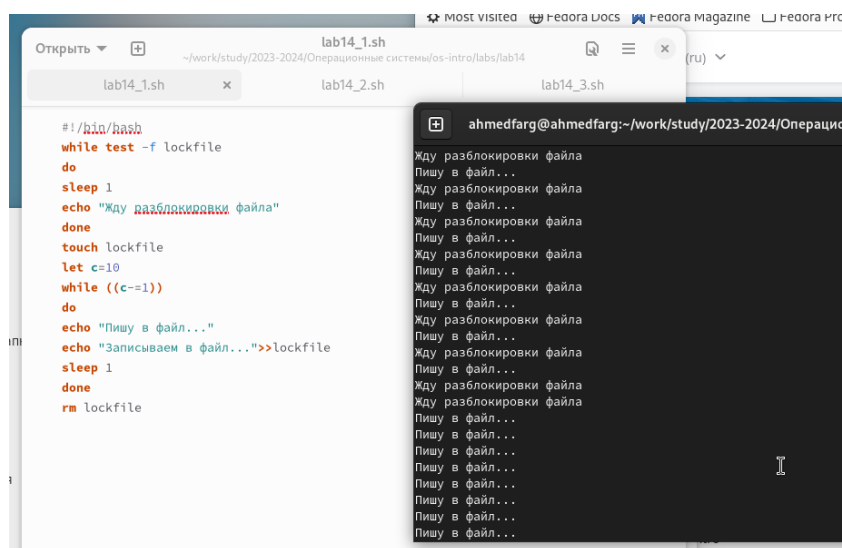 Most Visited Fedora Docs Fedora Magazine Fedora Pro
Открыть lab14_1.sh
~/work/study/2023-2024/Операционные системы/os-intro/labs/lab14
(ru)
lab14_1.sh lab14_2.sh lab14_3.sh
#!/bin/bash
while test -f lockfile
do
sleep 1
echo "Жду разблокировки файла"
done
touch lockfile
let c=10
while ((c-=1))
do
echo "Пишу в файл..."
echo "Записываем в файл...">>lockfile
sleep 1
done
rm lockfile
ahmedfarg@ahmedfarg:~/work/study/2023-2024/Операцио
Жду разблокировки файла
Пишу в файл...
Жду разблокировки файла
Пишу в файл...
Жду разблокировки файла
Пишу в файл...
Жду разблокировки файла
Пишу в файл...
Жду разблокировки файла
Пишу в файл...
Жду разблокировки файла
Пишу в файл...
Жду разблокировки файла
Пишу в файл...
Жду разблокировки файла
Жду разблокировки файла
Пишу в файл...
Пишу в файл...
Пишу в файл...
Пишу в файл...
Пишу в файл...
Пишу в файл...
Пишу в файл...
Пишу в файл...